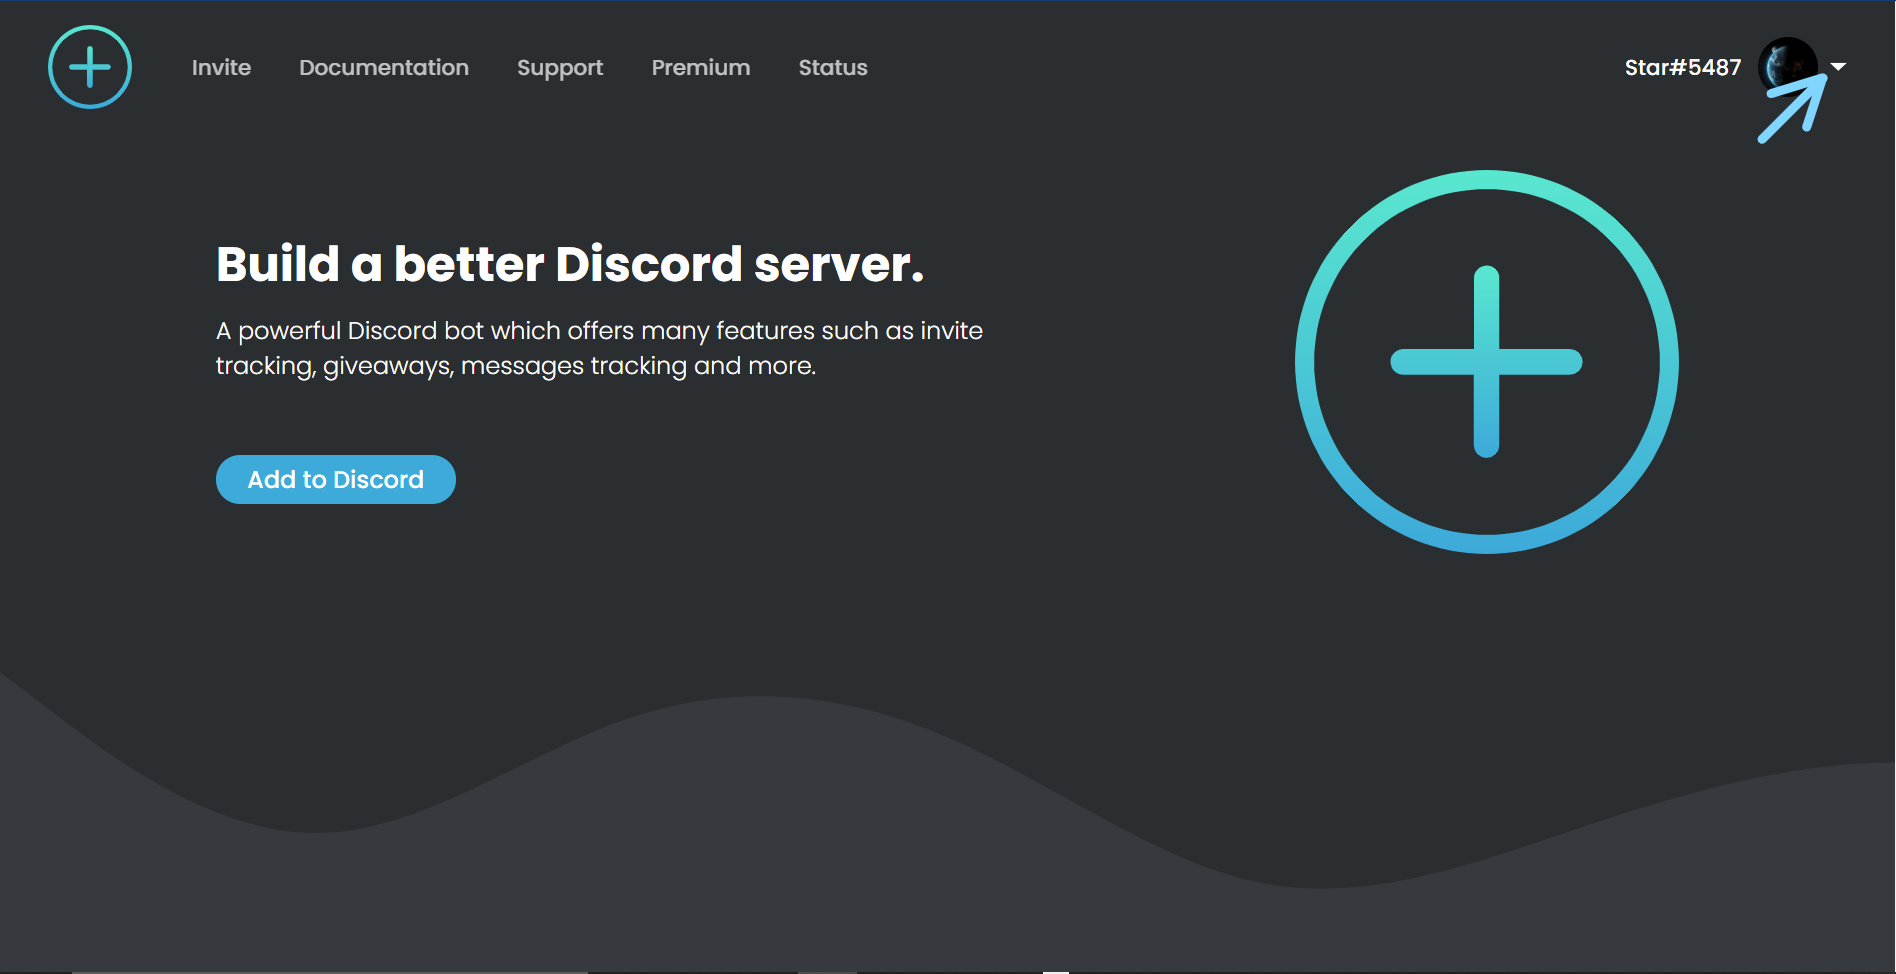 Invite Documentation Support Premium Status Star#5487
Build a better Discord server.
A powerful Discord bot which offers many features such as invite
tracking, giveaways, messages tracking and more.
Add to Discord